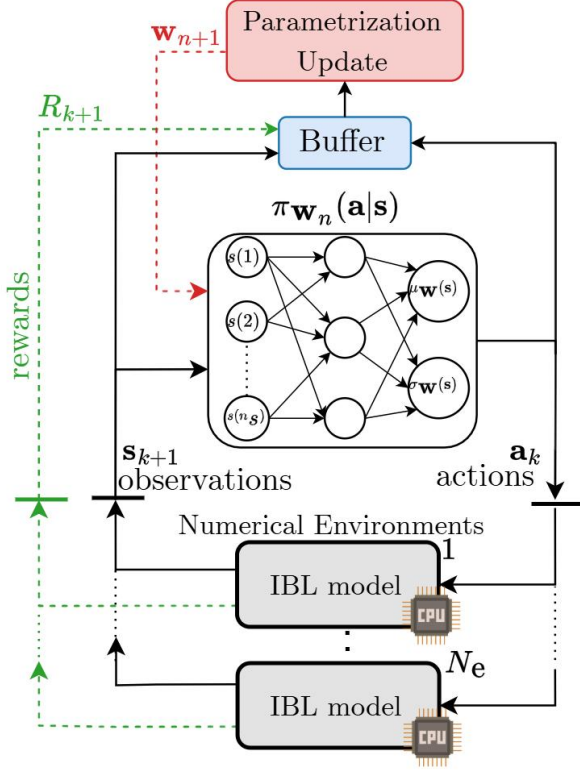 w_{n+1}
Parametrization
Update
R_{k+1}
Buffer
π_{w_n}(a|s)
s(1)
μ_w(s)
s(2)
σ_w(s)
s(n_s)
rewards
s_{k+1}
observations
a_k
actions
Numerical Environments
1
IBL model
CPU
N_e
IBL model
CPU